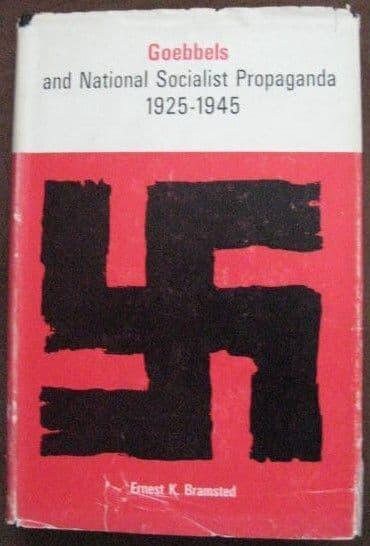 Goebbels
and National Socialist Propaganda
1925-1945
Ernest K. Bramsted